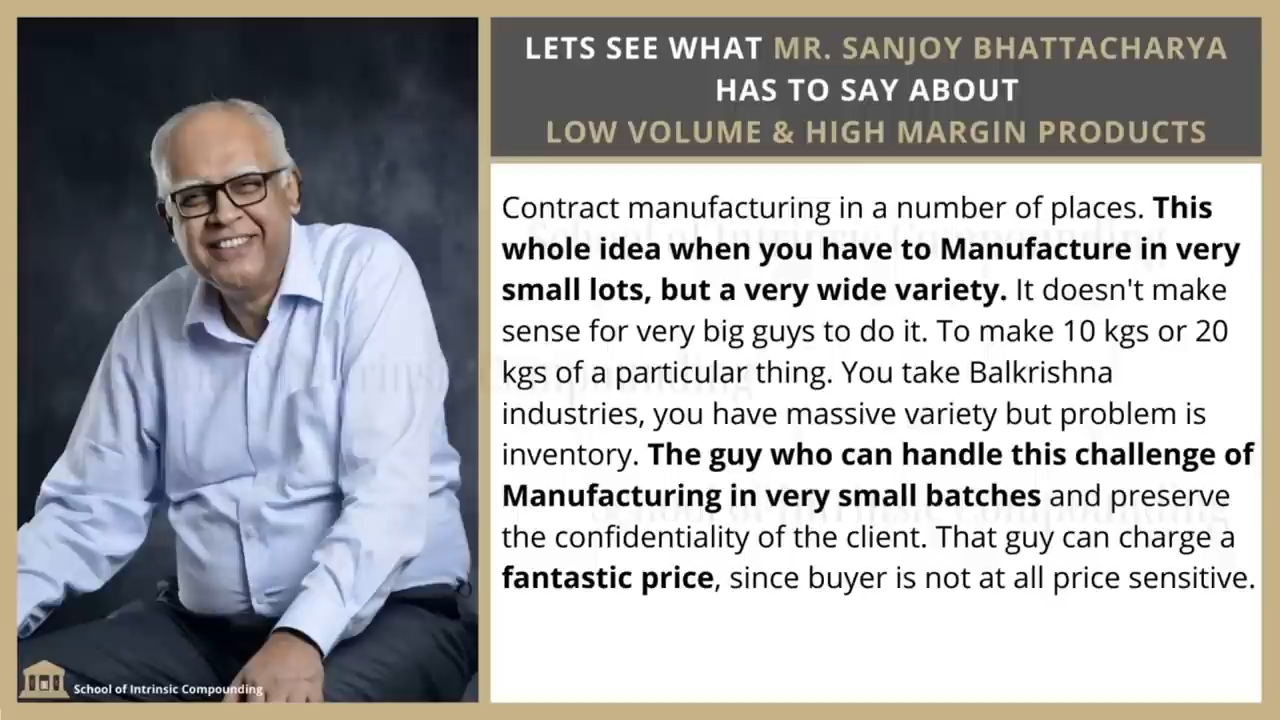 LETS SEE WHAT MR. SANJOY BHATTACHARYA
HAS TO SAY ABOUT
LOW VOLUME & HIGH MARGIN PRODUCTS
Contract manufacturing in a number of places. This
whole idea when you have to Manufacture in very
small lots, but a very wide variety. It doesn't make
sense for very big guys to do it. To make 10 kgs or 20
kgs of a particular thing. You take Balkrishna
industries, you have massive variety but problem is
inventory. The guy who can handle this challenge of
Manufacturing in very small batches and preserve
the confidentiality of the client. That guy can charge a
fantastic price, since buyer is not at all price sensitive.
School of Intrinsic Compounding